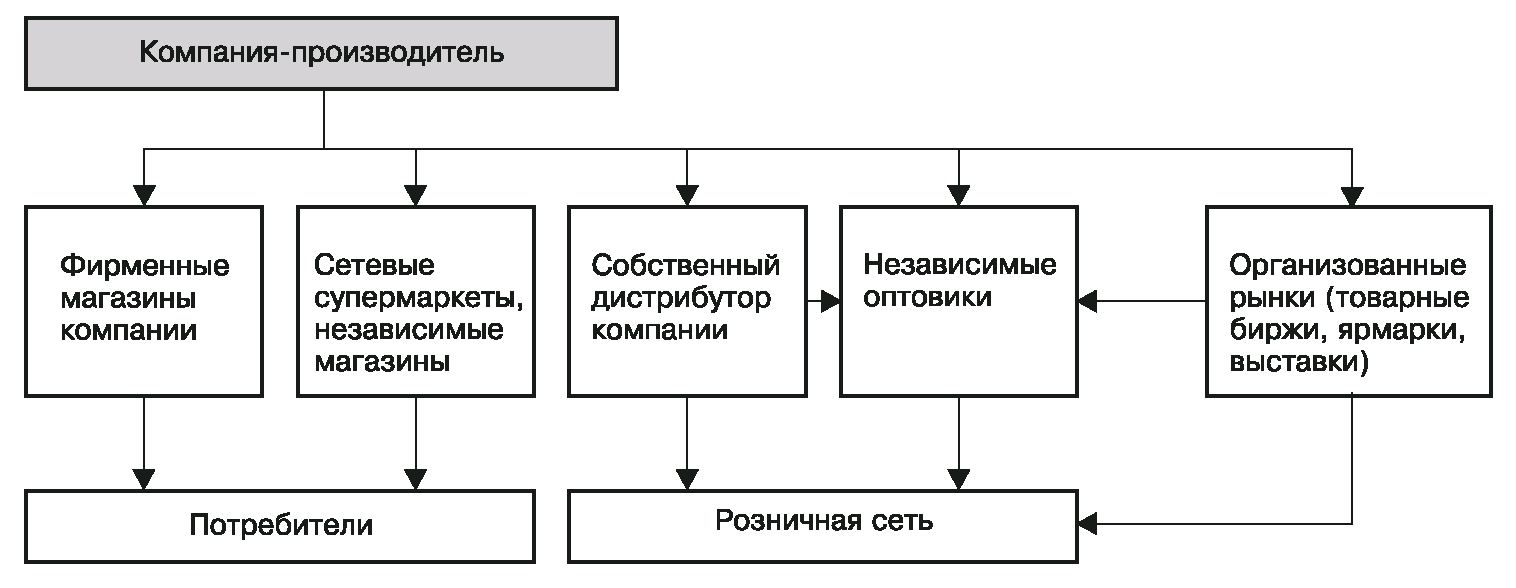 Компания-производитель
Фирменные
магазины
компании
Сетевые
супермаркеты,
независимые
магазины
Собственный
дистрибутор
компании
Независимые
оптовики
Организованные
рынки (товарные
биржи, ярмарки,
выставки)
Потребители
Розничная сеть